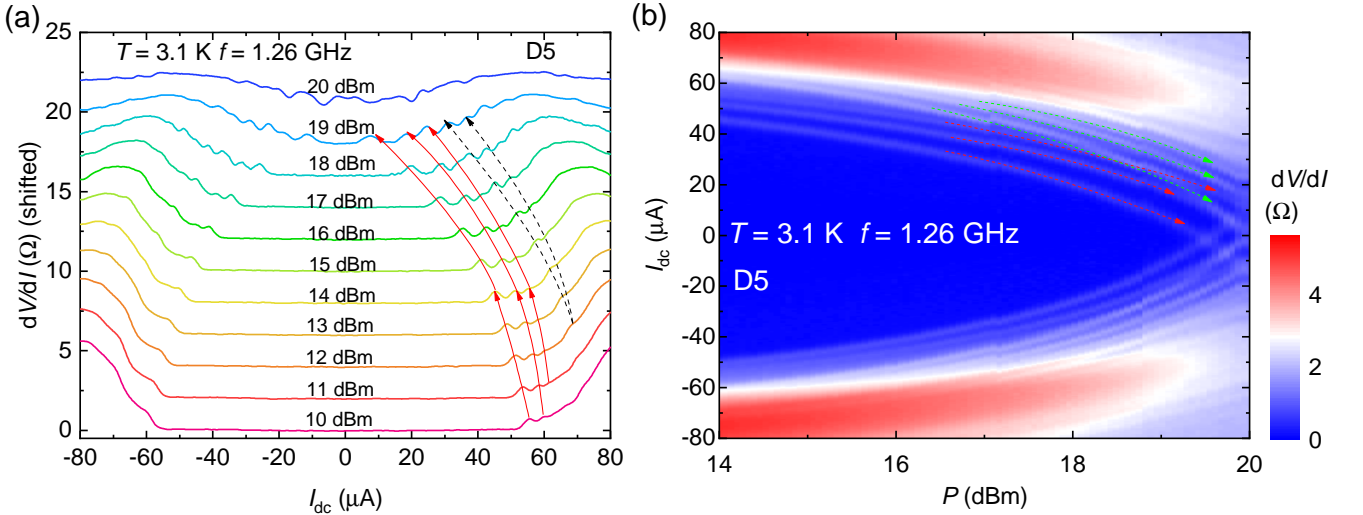 (a)
T = 3.1 K f = 1.26 GHz
D5
20 dBm
19 dBm
18 dBm
17 dBm
16 dBm
15 dBm
14 dBm
13 dBm
12 dBm
11 dBm
10 dBm
25
20
15
10
5
0
dV/dI (Ω) (shifted)
-80 -60 -40 -20 0 20 40 60 80
I_dc (μA)
(b)
80
60
40
20
0
-20
-40
-60
-80
I_dc (μA)
T = 3.1 K f = 1.26 GHz
D5
14 16 18 20
P (dBm)
dV/dI
(Ω)
4
2
0